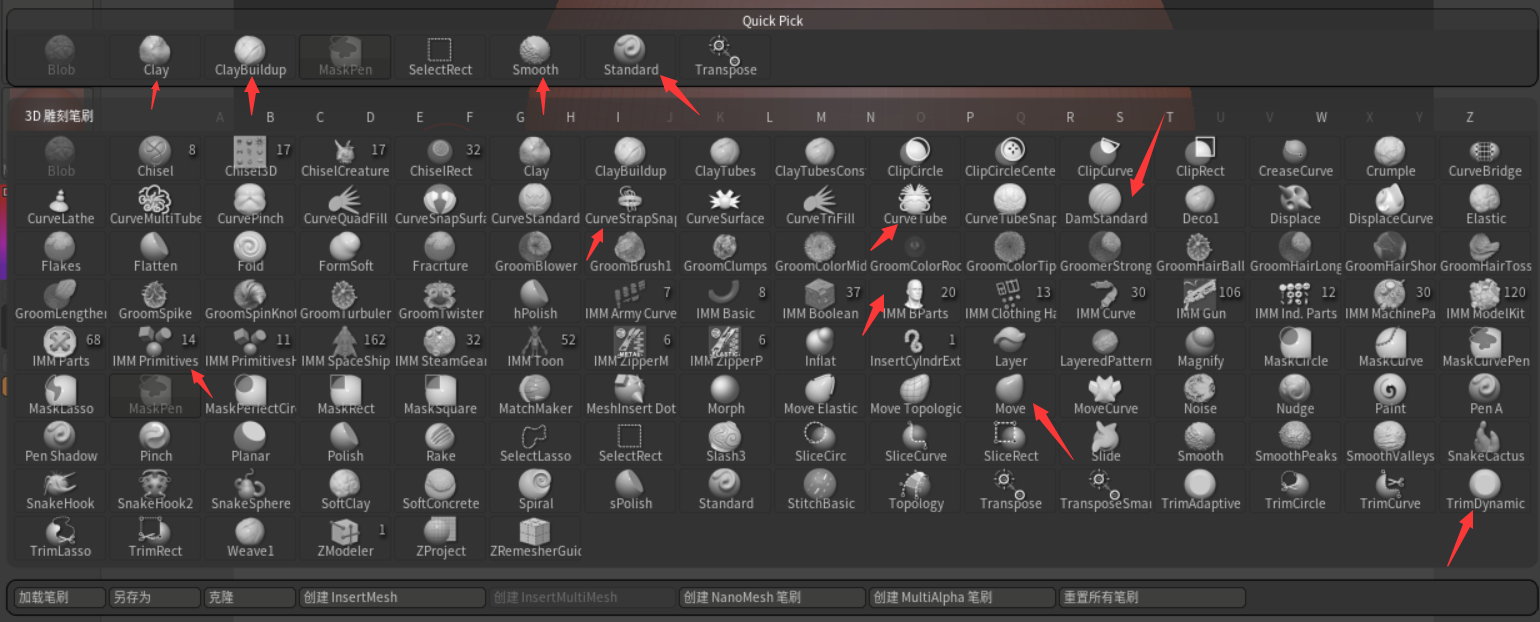 Quick Pick
Blob Clay ClayBuildup MaskPen SelectRect Smooth Standard Transpose
3D 雕刻笔刷 A B C D E F G H I J K L M N O P Q R S T U V W X Y Z
8 17 17 32
Blob Chisel Chisel3D ChiselCreature ChiselRect Clay ClayBuildup ClayTubes ClayTubesCons ClipCircle ClipCircleCente ClipCurve ClipRect CreaseCurve Crumple CurveBridge
CurveLathe CurveMultiTube CurvePinch CurveQuadFill CurveSnapSurfa CurveStandard CurveStrapSnap CurveSurface CurveTriFill CurveTube CurveTubeSnap DamStandard Deco1 Displace DisplaceCurve Elastic
Flakes Flatten Fold FormSoft Fracrture GroomBlower GroomBrush1 GroomClumps GroomColorMid GroomColorRoo GroomColorTip GroomerStrong GroomHairBall GroomHairLong GroomHairShor GroomHairToss
7 8 37 20 13 30 106 12 30 120
GroomLengthen GroomSpike GroomSpinKnot GroomTurbulen GroomTwister hPolish IMM Army Curve IMM Basic IMM Boolean IMM BParts IMM Clothing Ha IMM Curve IMM Gun IMM Ind. Parts IMM MachinePa IMM ModelKit
68 14 11 162 32 52 6 6 1
IMM Parts IMM Primitives IMM PrimitivesH IMM SpaceShip IMM SteamGear IMM Toon IMM ZipperM IMM ZipperP Inflat InsertCylndrExt Layer LayeredPattern Magnify MaskCircle MaskCurve MaskCurvePen
MaskLasso MaskPen MaskPerfectCir MaskRect MaskSquare MatchMaker MeshInsert Dot Morph Move Elastic Move Topologic Move MoveCurve Noise Nudge Paint Pen A
Pen Shadow Pinch Planar Polish Rake SelectLasso SelectRect Slash3 SliceCirc SliceCurve SliceRect Slide Smooth SmoothPeaks SmoothValleys SnakeCactus
SnakeHook SnakeHook2 SnakeSphere SoftClay SoftConcrete Spiral sPolish Standard StitchBasic Topology Transpose TransposeSmar TrimAdaptive TrimCircle TrimCurve TrimDynamic
1
TrimLasso TrimRect Weave1 ZModeler ZProject ZRemesherGuid
加载笔刷 另存为 克隆 创建 InsertMesh 创建 InsertMultiMesh 创建 NanoMesh 笔刷 创建 MultiAlpha 笔刷 重置所有笔刷